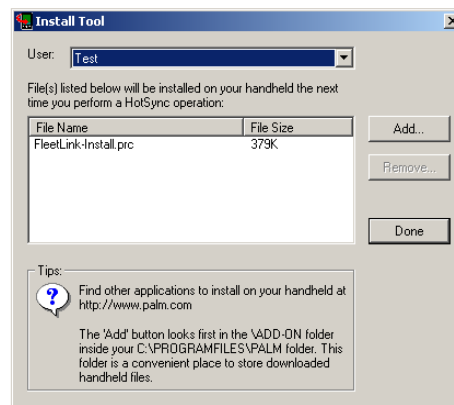 Install Tool
User: Test
File(s) listed below will be installed on your handheld the next
time you perform a HotSync operation:
File Name File Size
FleetLink-Install.prc 379K
Add...
Remove...
Done
Tips:
Find other applications to install on your handheld at
http://www.palm.com
The 'Add' button looks first in the \ADD-ON folder
inside your C:\PROGRAMFILES\PALM folder. This
folder is a convenient place to store downloaded
handheld files.